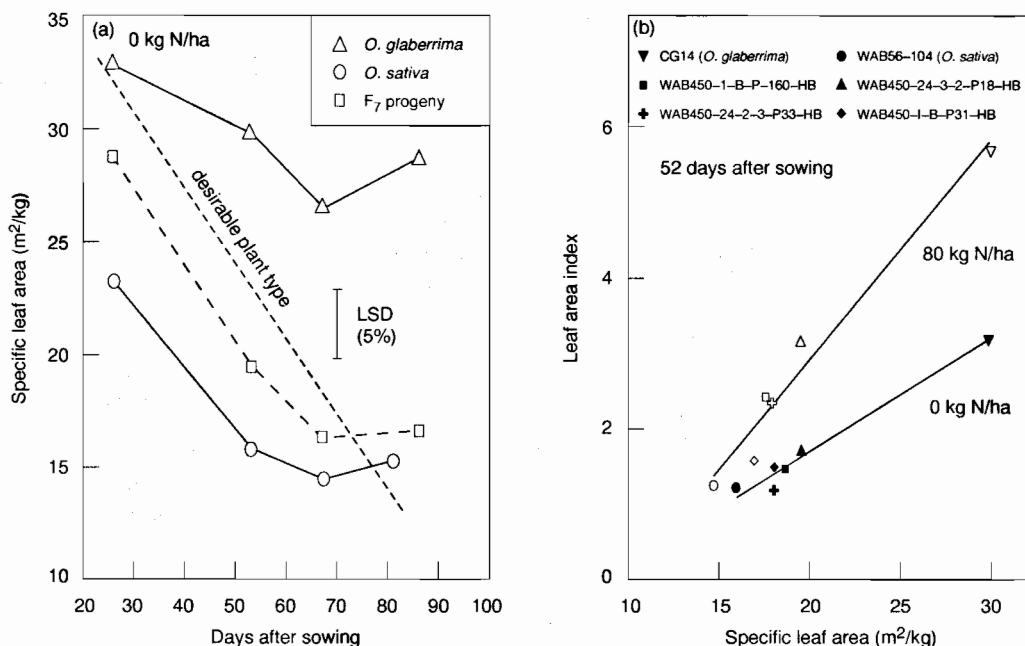 (a)
0 kg N/ha
O. glaberrima
O. sativa
F7 progeny
desirable plant type
LSD
(5%)
35
30
25
20
15
10
Specific leaf area (m2/kg)
20 30 40 50 60 70 80 90 100
Days after sowing
(b)
CG14 (O. glaberrima) WAB56–104 (O. sativa)
WAB450–1–B–P–160–HB WAB450–24–3–2–P18–HB
WAB450–24–2–3–P33–HB WAB450–I–B–P31–HB
52 days after sowing
80 kg N/ha
0 kg N/ha
6
4
2
0
Leaf area index
10 15 20 25 30
Specific leaf area (m2/kg)